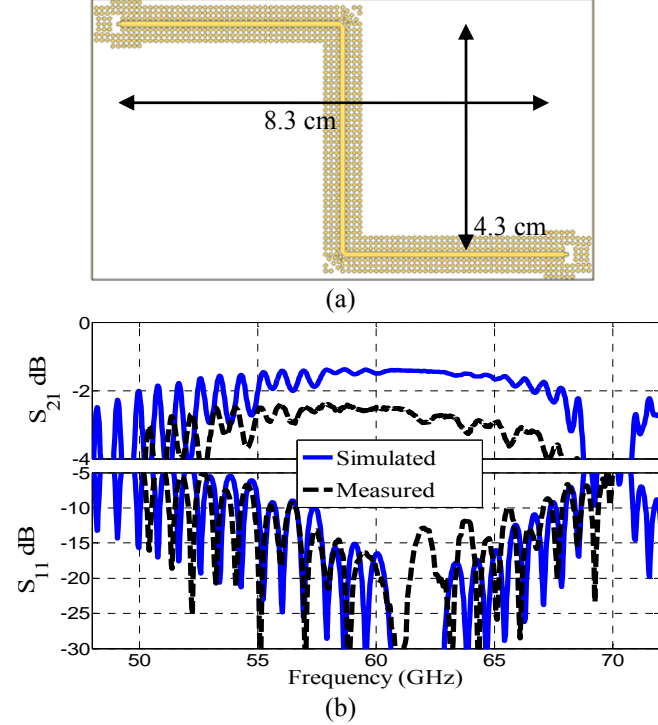 8.3 cm
4.3 cm
(a)
0
-2
-4
S21 dB
Simulated
Measured
-5
-10
-15
-20
-25
-30
S11 dB
50 55 60 65 70
Frequency (GHz)
(b)